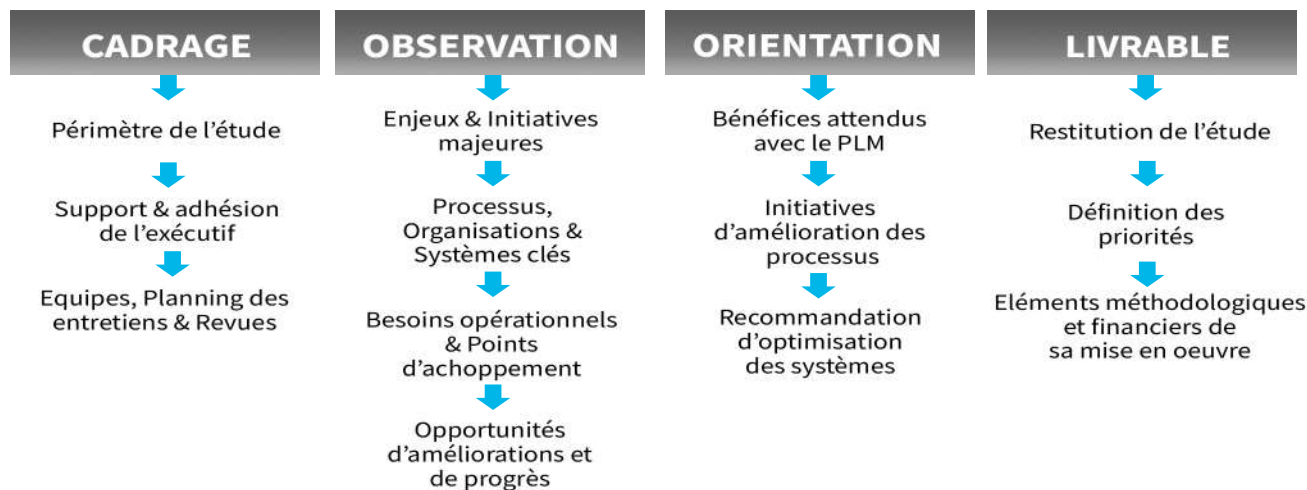 CADRAGE
Périmètre de l'étude
Support & adhésion
de l'exécutif
Equipes, Planning des
entretiens & Revues
OBSERVATION
Enjeux & Initiatives
majeures
Processus,
Organisations &
Systèmes clés
Besoins opérationnels
& Points
d'achoppement
Opportunités
d'améliorations et
de progrès
ORIENTATION
Bénéfices attendus
avec le PLM
Initiatives
d'amélioration des
processus
Recommandation
d'optimisation
des systèmes
LIVRABLE
Restitution de l'étude
Définition des
priorités
Eléments méthodologiques
et financiers de
sa mise en oeuvre